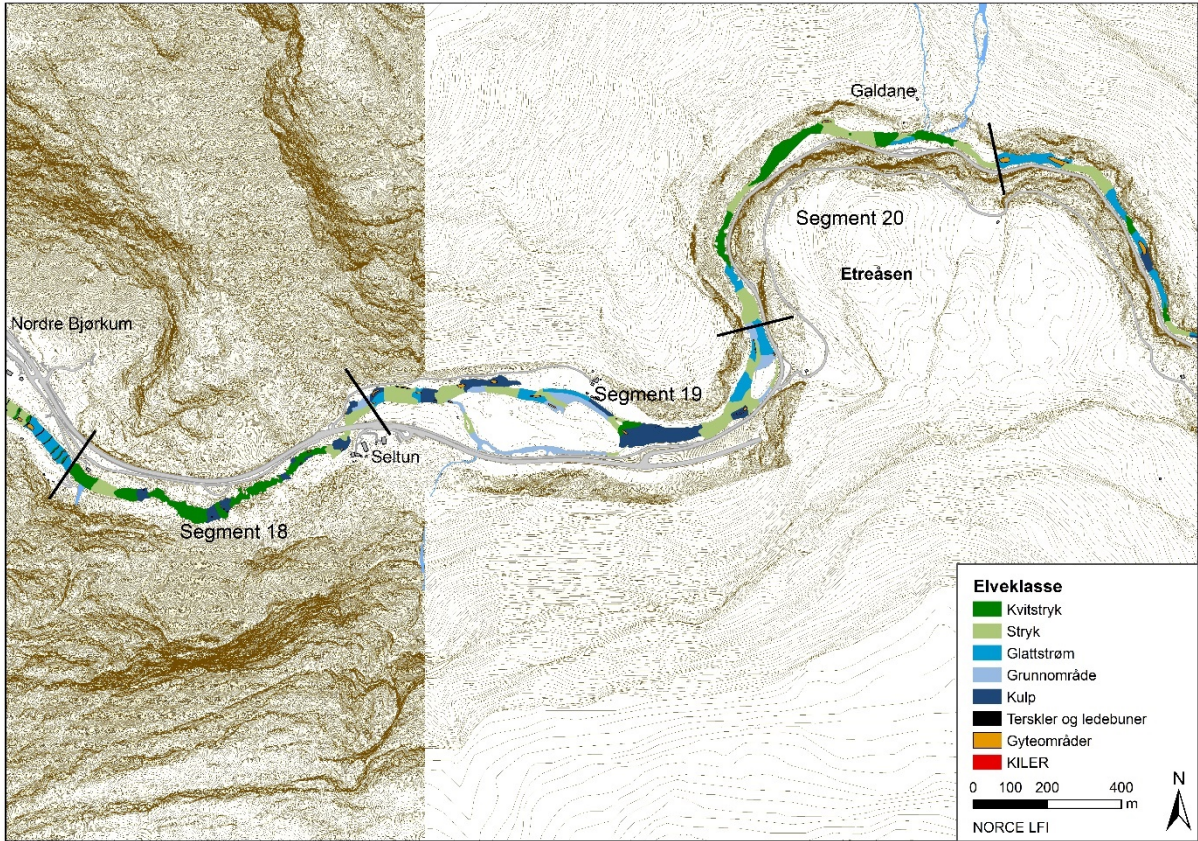 Galdane
Segment 20
Etreåsen
Nordre Bjørkum
Segment 19
Seltun
Segment 18
Elveklasse
Kvitstryk
Stryk
Glattstrøm
Grunnområde
Kulp
Terskler og ledebuner
Gyteområder
KILER
0 100 200 400
m
NORCE LFI
N